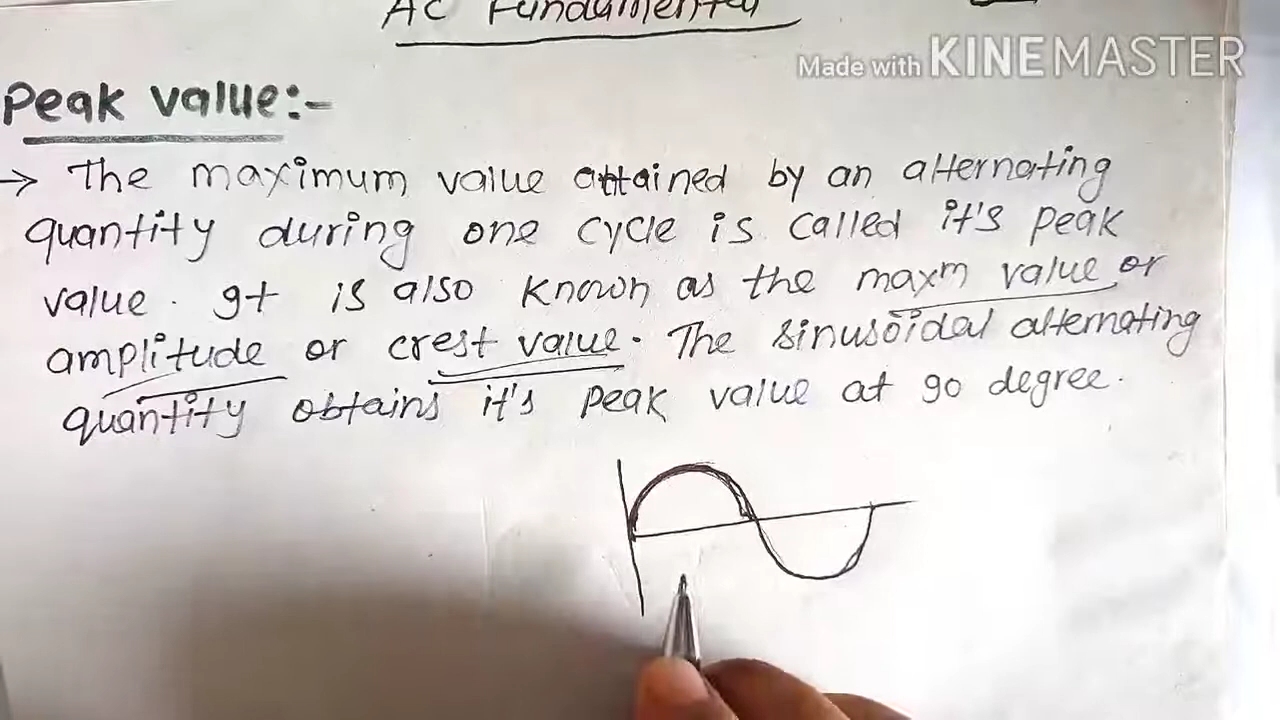 AC Fundamental
Made with KINEMASTER
Peak value:-
→ The maximum value attained by an alternating
quantity during one cycle is called it's peak
value. It is also known as the maxm value or
amplitude or crest value. The sinusoidal alternating
quantity obtains it's peak value at 90 degree.